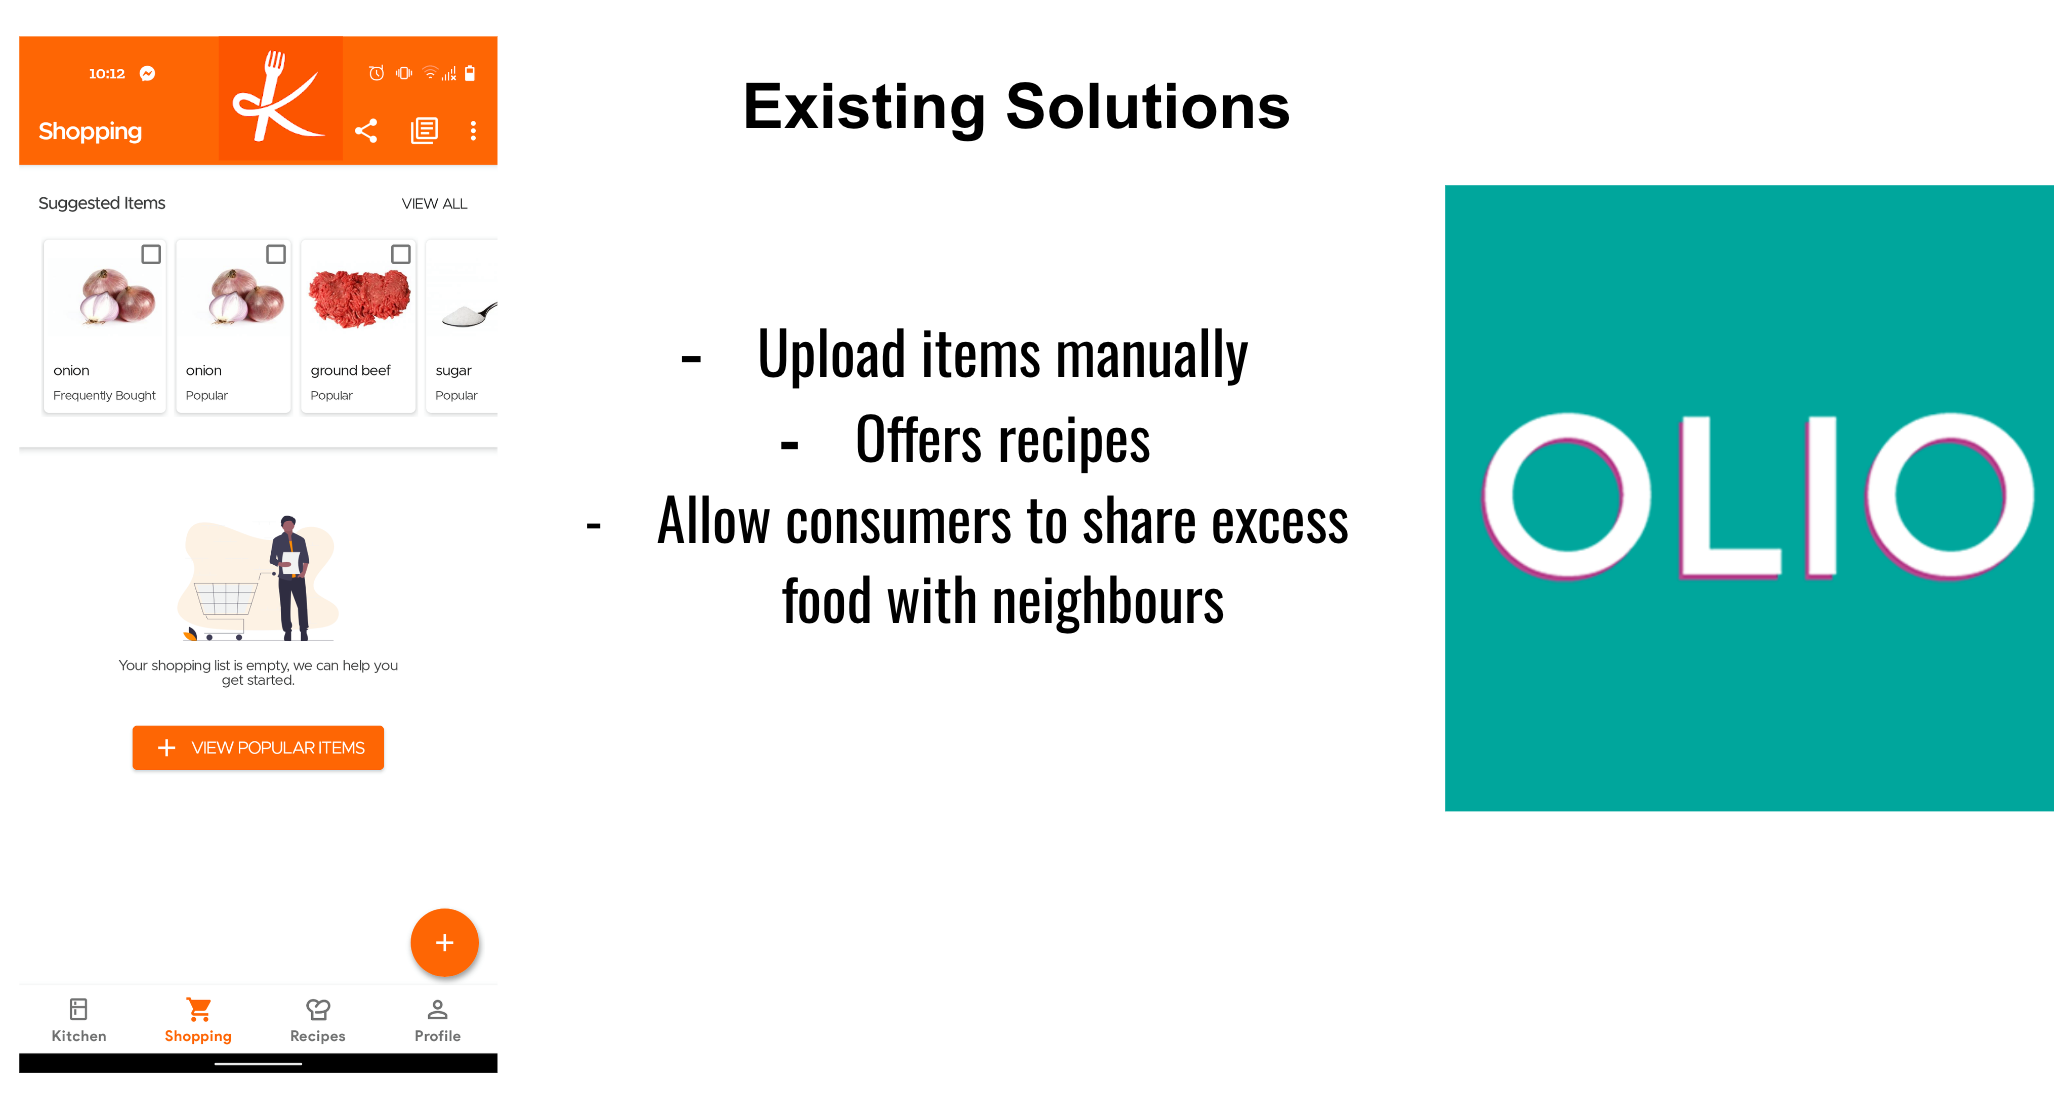 Existing Solutions
10:12
Shopping
Suggested Items
VIEW ALL
onion
Frequently Bought
onion
Popular
ground beef
Popular
sugar
Popular
Your shopping list is empty, we can help you
get started.
+ VIEW POPULAR ITEMS
+
Kitchen
Shopping
Recipes
Profile
- Upload items manually
- Offers recipes
- Allow consumers to share excess
food with neighbours
OLIO